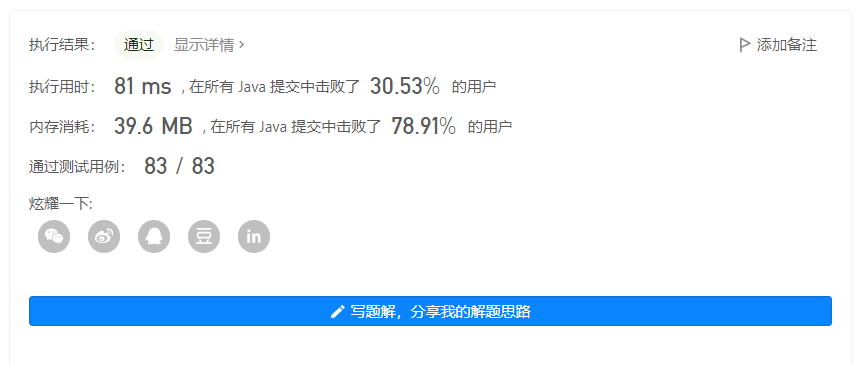 执行结果： 通过 显示详情 › 添加备注
执行用时： 81 ms , 在所有 Java 提交中击败了 30.53% 的用户
内存消耗： 39.6 MB , 在所有 Java 提交中击败了 78.91% 的用户
通过测试用例： 83 / 83
炫耀一下:
豆 in
写题解，分享我的解题思路